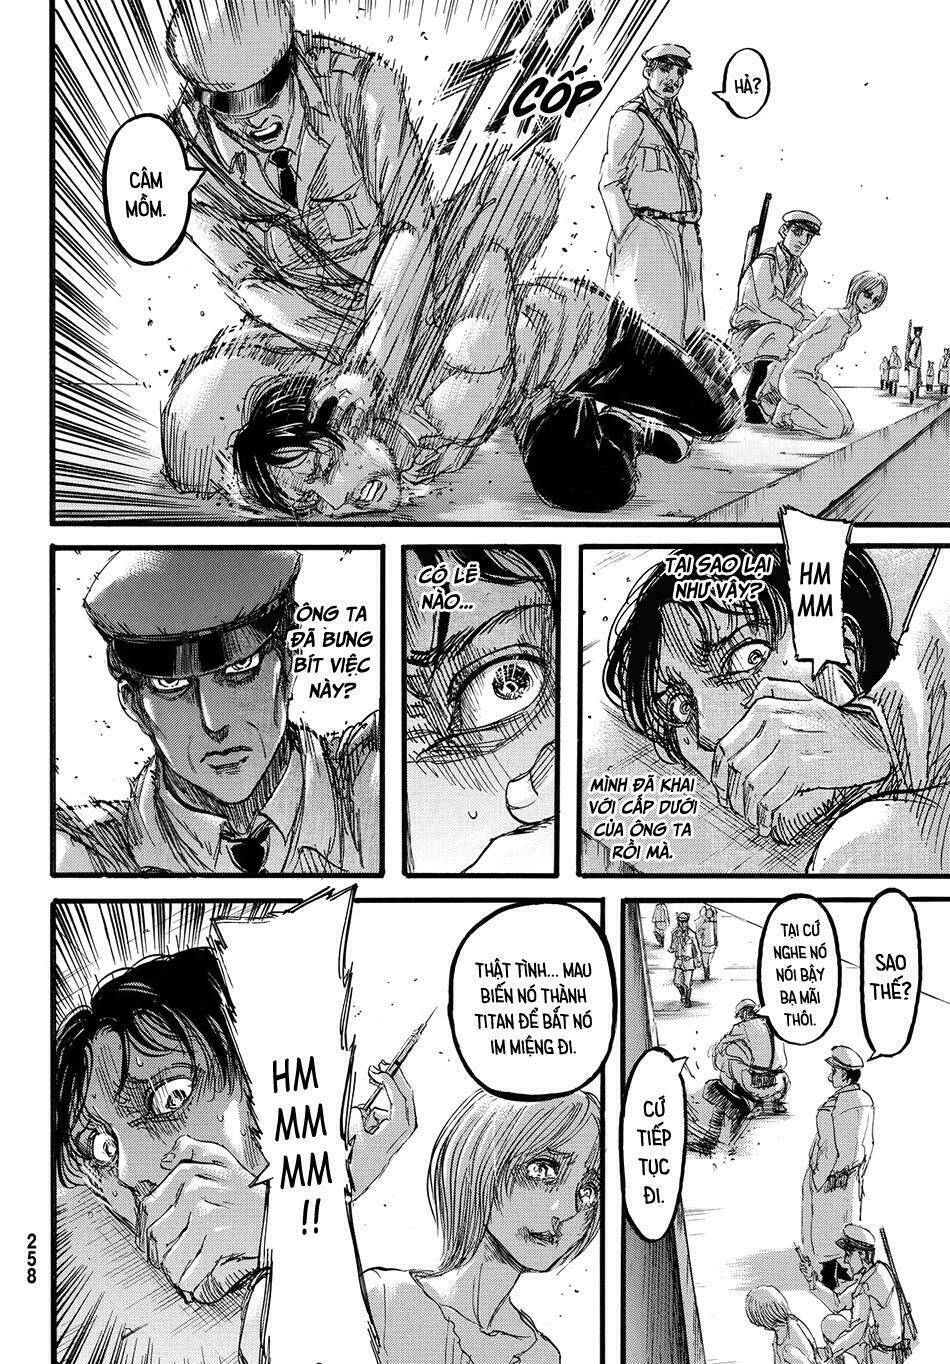 HẢ?
CỐP
CÂM
MỒM.
HM
MM
TẠI SAO LẠI
NHƯ VẬY?
MÌNH ĐÃ KHAI
VỚI CẤP DƯỚI
CỦA ÔNG TA
RỒI MÀ.
CÓ LẼ
NÀO...
ÔNG TA
ĐÃ BƯNG
BÍT VIỆC
NÀY?
SAO
THẾ?
TẠI CỨ
NGHE NÓ
NÓI BẬY
BẠ MÃI
THÔI.
CỨ
TIẾP
TỤC
ĐI.
THẬT TÌNH... MAU
BIẾN NÓ THÀNH
TITAN ĐỂ BẮT NÓ
IM MIỆNG ĐI.
HM
MM
MM
!!
258